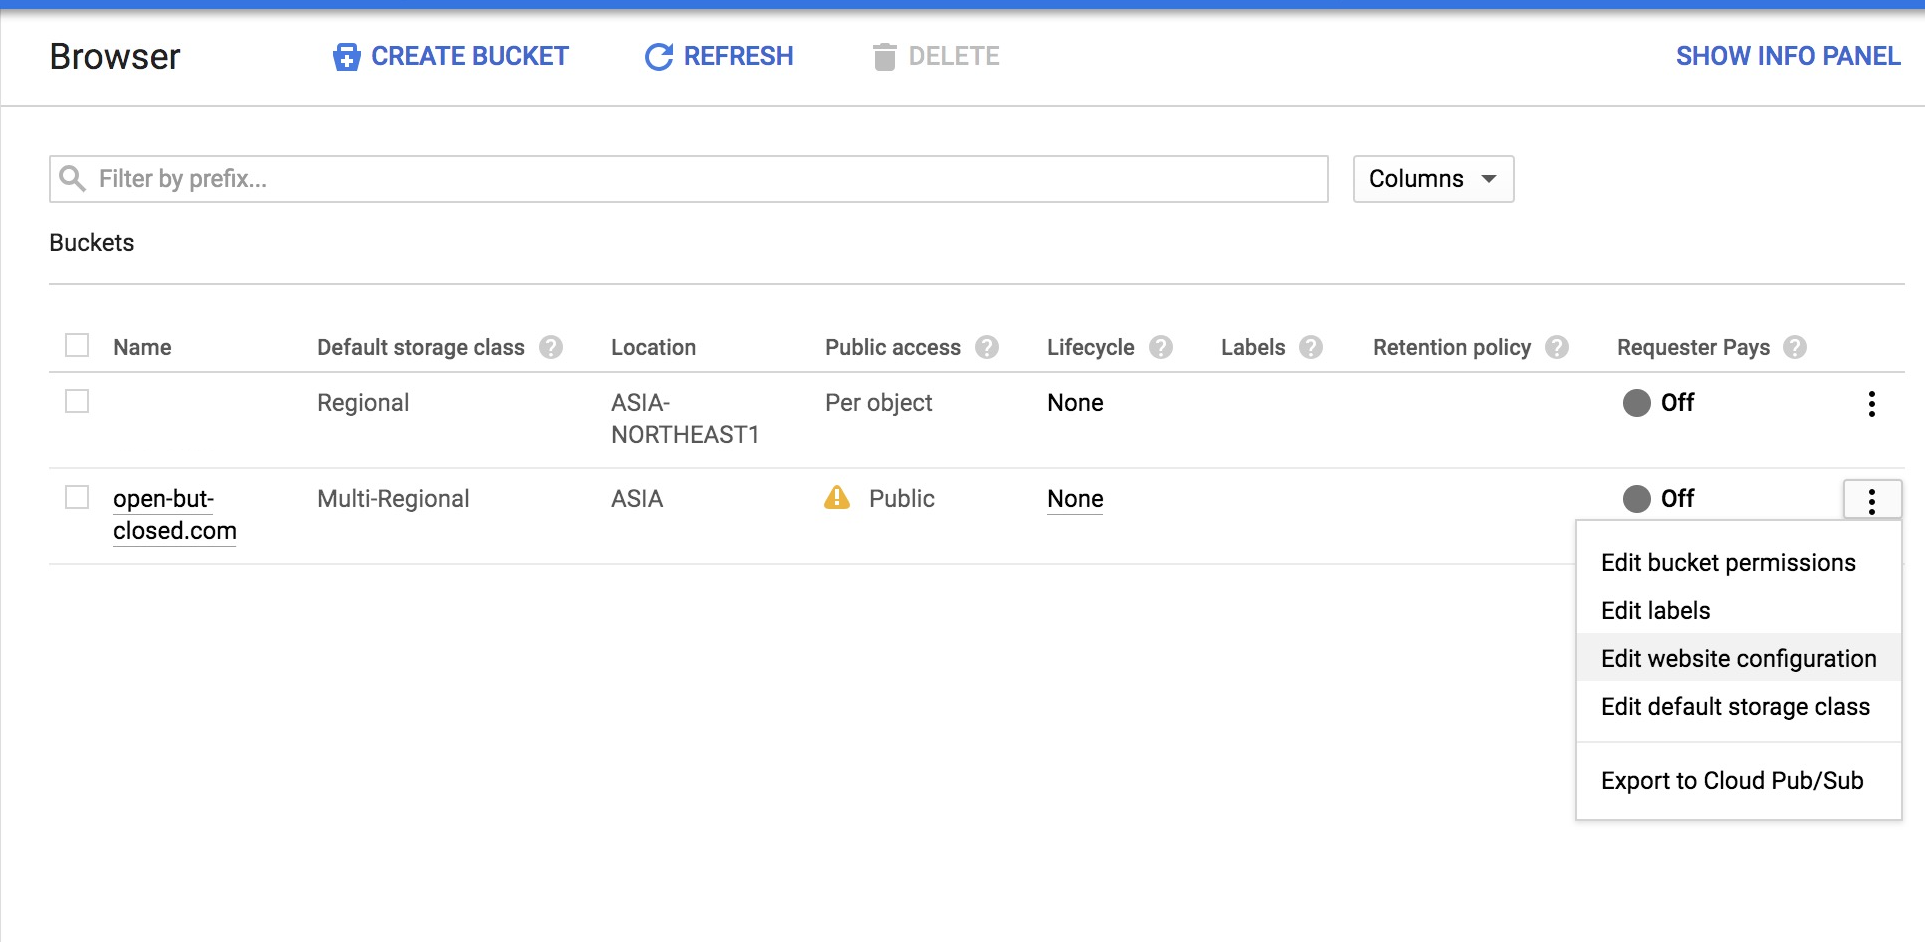 Browser
CREATE BUCKET
REFRESH
DELETE
SHOW INFO PANEL
Filter by prefix...
Columns
Buckets
Name
Default storage class ?
Location
Public access ?
Lifecycle ?
Labels ?
Retention policy ?
Requester Pays ?
Regional
ASIA-
NORTHEAST1
Per object
None
Off
open-but-
closed.com
Multi-Regional
ASIA
Public
None
Off
Edit bucket permissions
Edit labels
Edit website configuration
Edit default storage class
Export to Cloud Pub/Sub